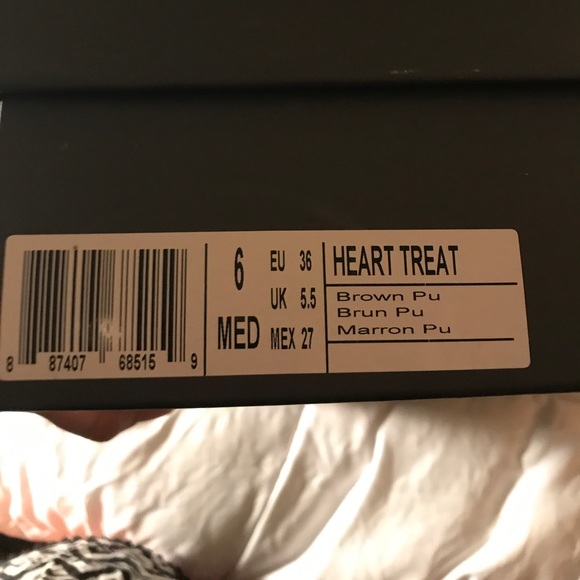 8 87407 68515 9
6
MED
EU 36
UK 5.5
MEX 27
HEART TREAT
Brown Pu
Brun Pu
Marron Pu